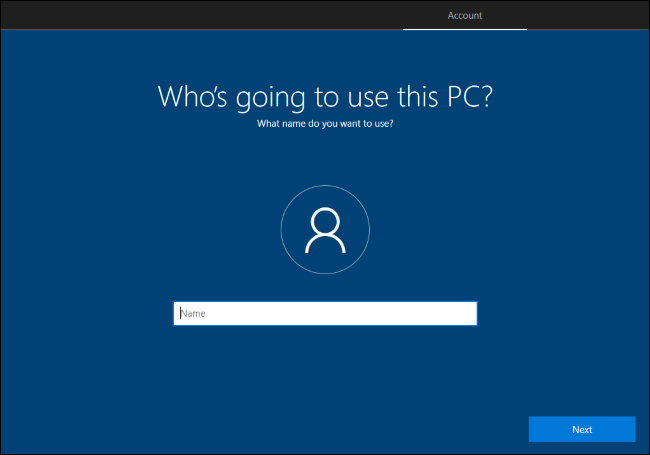 Account
Who's going to use this PC?
What name do you want to use?
Name
Next